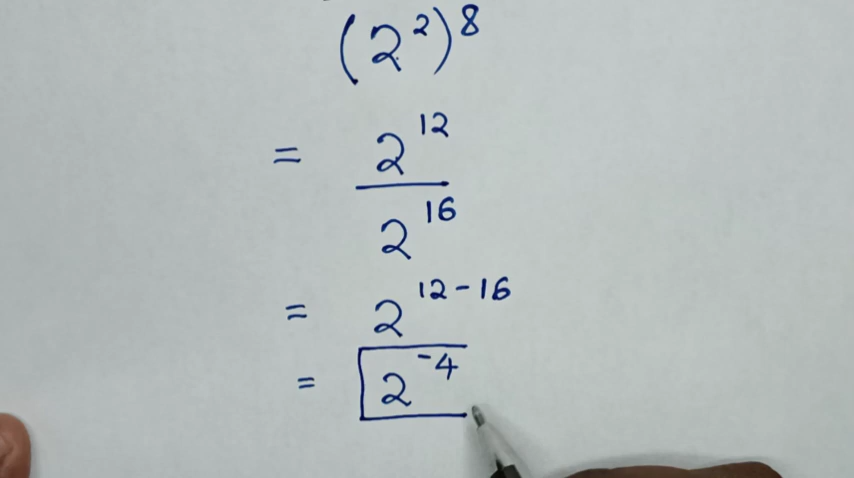 (2²)⁸
= 2¹² / 2¹⁶
= 2¹²⁻¹⁶
= 2⁻⁴